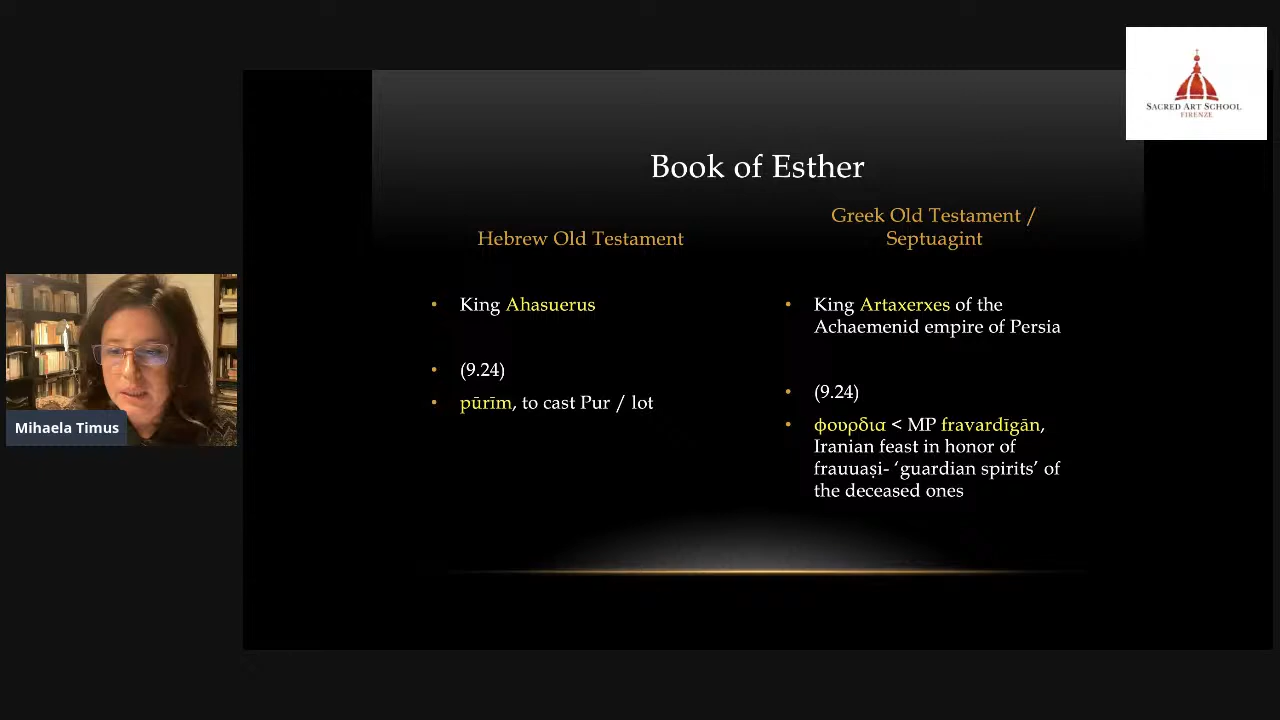 SACRED ART SCHOOL
FIRENZE
Book of Esther
Hebrew Old Testament
• King Ahasuerus
• (9.24)
• pūrīm, to cast Pur / lot
Greek Old Testament /
Septuagint
• King Artaxerxes of the
Achaemenid empire of Persia
• (9.24)
• φουρδια < MP fravardīgān,
Iranian feast in honor of
frauuaṣi- ‘guardian spirits’ of
the deceased ones
Mihaela Timus